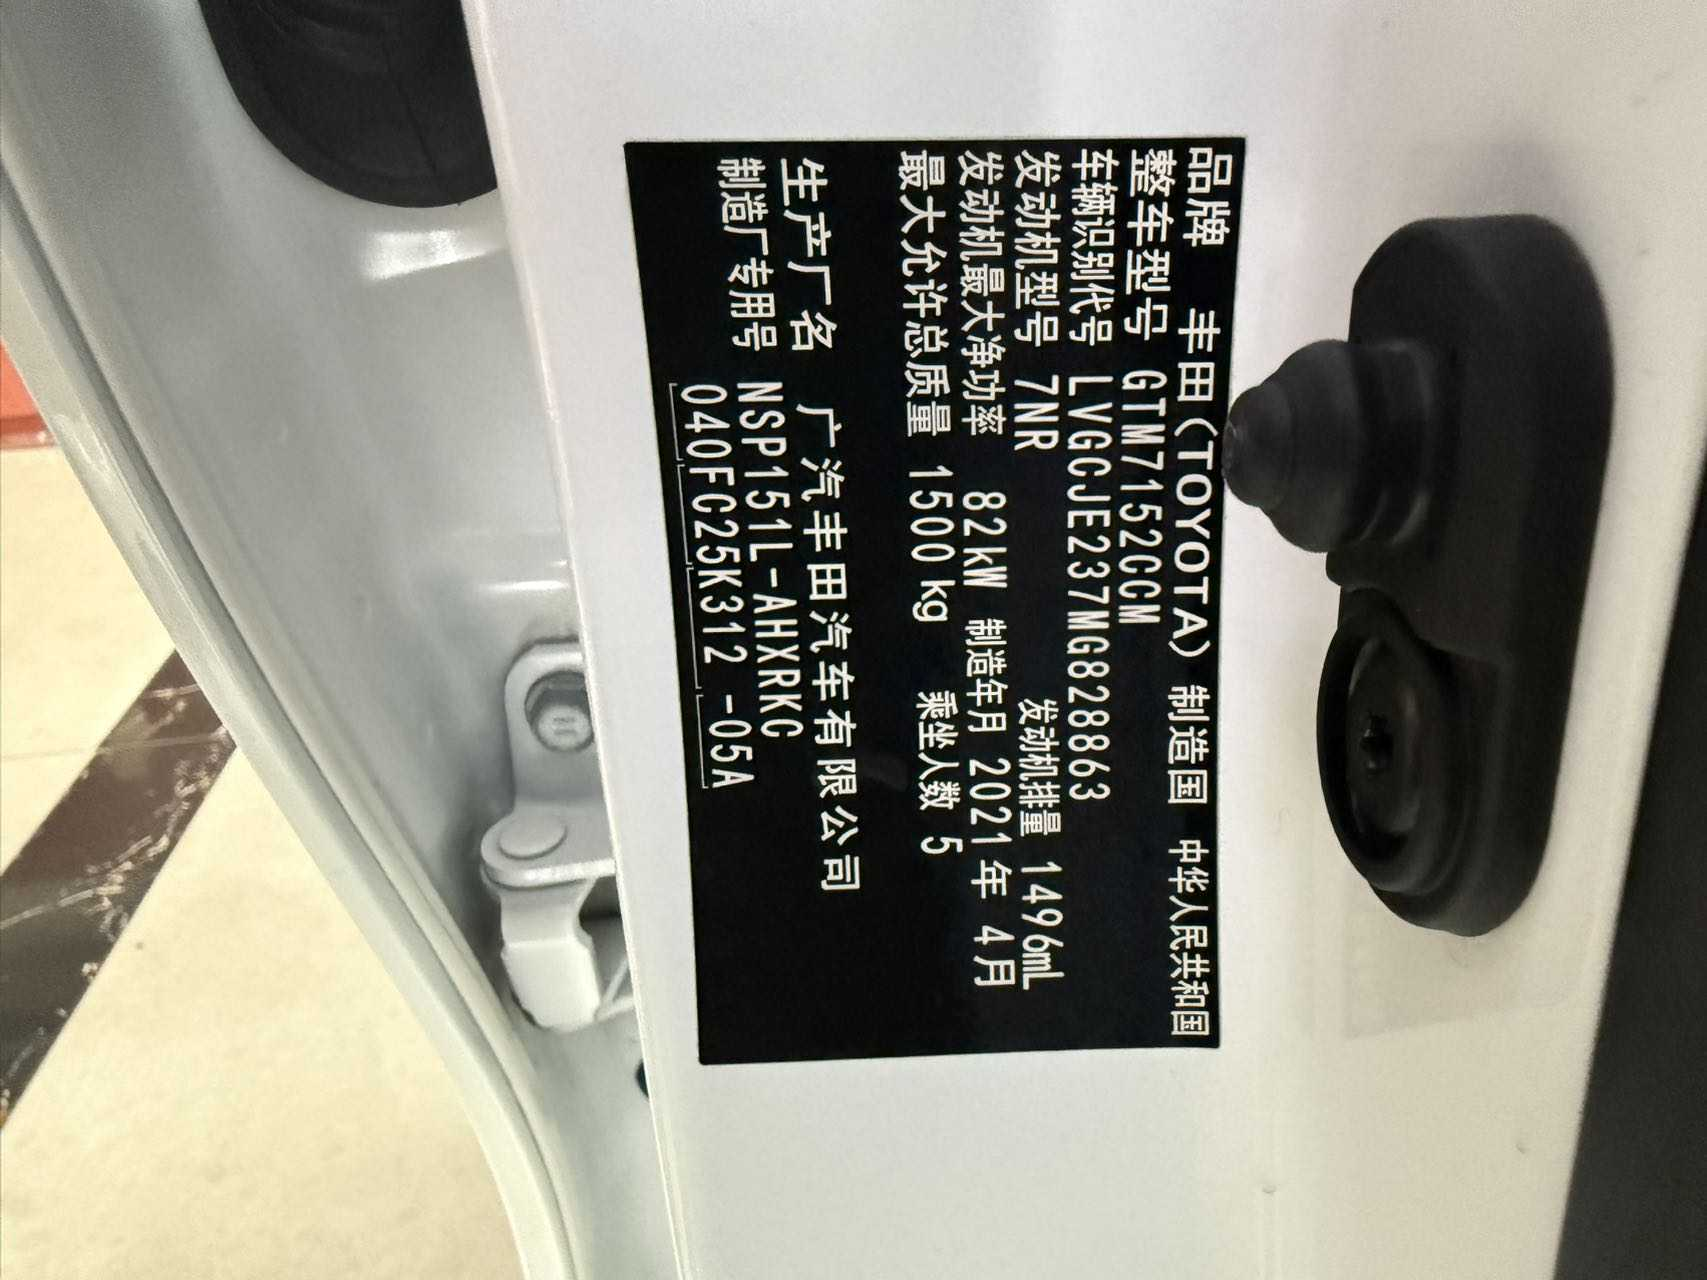 品牌 丰田(TOYOTA) 制造国 中华人民共和国
整车型号 GTM7152CCM
车辆识别代号 LVGCJE237MG828863
发动机型号 7NR 发动机排量 1496mL
发动机最大净功率 82kW 制造年月 2021年 4月
最大允许总质量 1500kg 乘坐人数 5
生产厂名 广汽丰田汽车有限公司
制造厂专用号 NSP151L-AHXRKC
040FC25K312 -05A